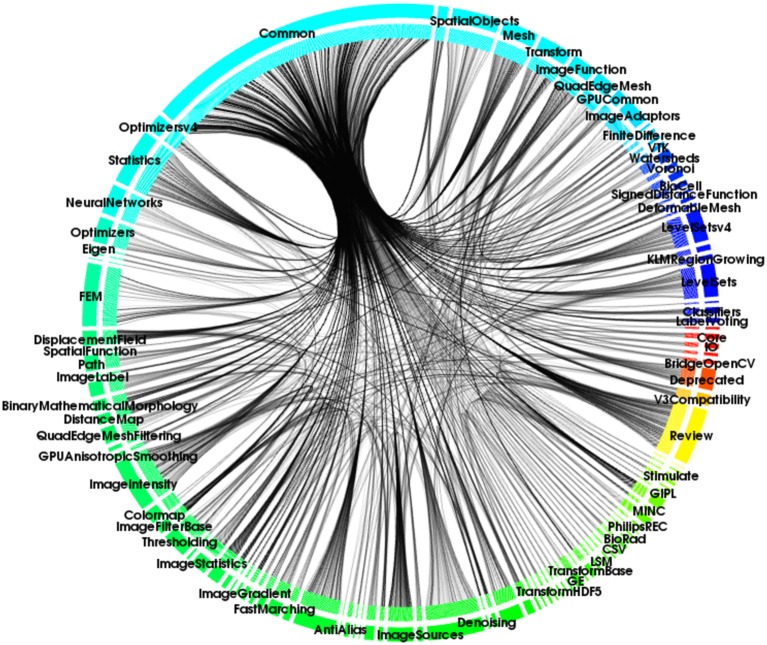 Common
SpatialObjects
Mesh
Transform
ImageFunction
QuadEdgeMesh
GPUCommon
ImageAdaptors
FiniteDifference
VTK
Watersheds
Voronoi
BioCell
SignedDistanceFunction
DeformableMesh
LevelSetsv4
KLMRegionGrowing
LevelSets
Classifiers
LabelVoting
Core
IO
BridgeOpenCV
Deprecated
V3Compatibility
Review
Stimulate
GIPL
MINC
PhilipsREC
BioRad
CSV
LSM
TransformBase
GE
TransformHDF5
Denoising
ImageSources
AntiAlias
FastMarching
ImageGradient
ImageStatistics
Thresholding
ImageFilterBase
Colormap
ImageIntensity
GPUAnisotropicSmoothing
QuadEdgeMeshFiltering
DistanceMap
BinaryMathematicalMorphology
ImageLabel
Path
SpatialFunction
DisplacementField
FEM
Eigen
Optimizers
NeuralNetworks
Statistics
Optimizersv4